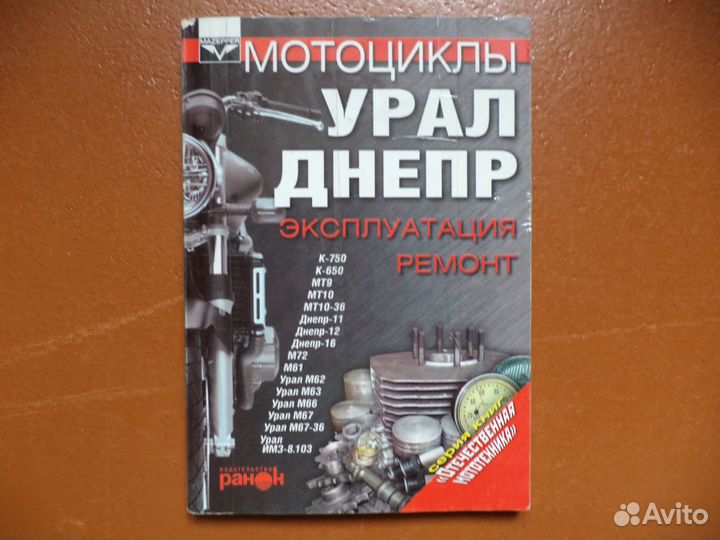 MAZEPPER
МОТОЦИКЛЫ
УРАЛ
ДНЕПР
ЭКСПЛУАТАЦИЯ
РЕМОНТ
К-750
К-650
МТ9
МТ10
МТ10-36
Днепр-11
Днепр-12
Днепр-16
М72
М61
Урал М62
Урал М63
Урал М66
Урал М67
Урал М67-36
Урал
ИМЗ-8.103
ИЗДАТЕЛЬСТВО
ранок
серия книг
«ОТЕЧЕСТВЕННАЯ
МОТОТЕХНИКА»
Avito